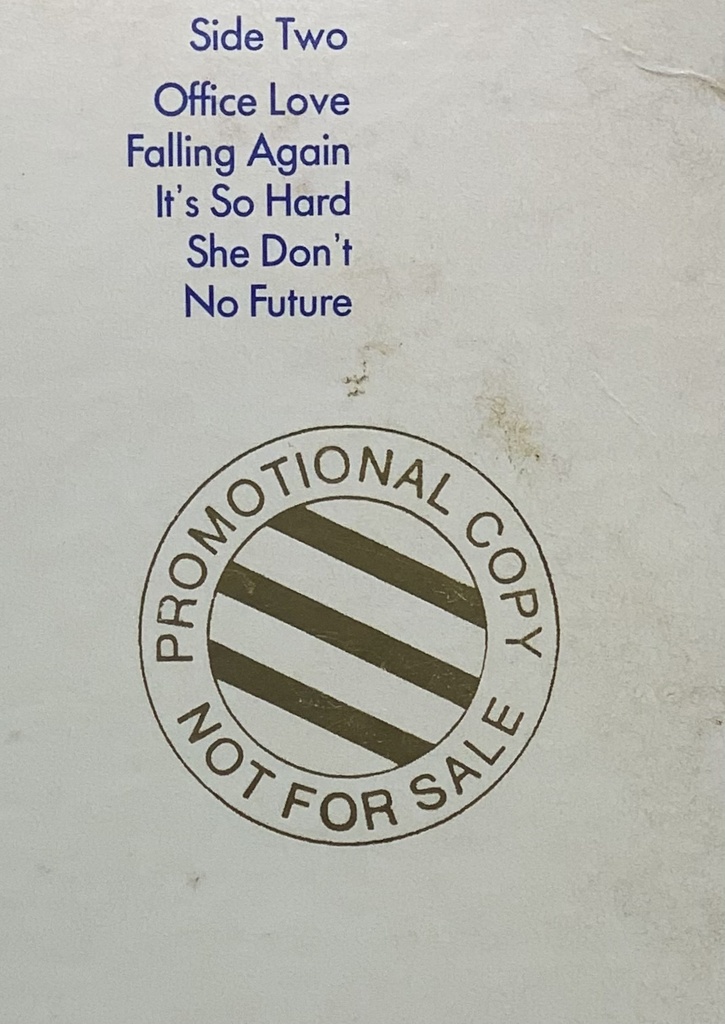 Side Two
Office Love
Falling Again
It's So Hard
She Don't
No Future
PROMOTIONAL COPY
NOT FOR SALE